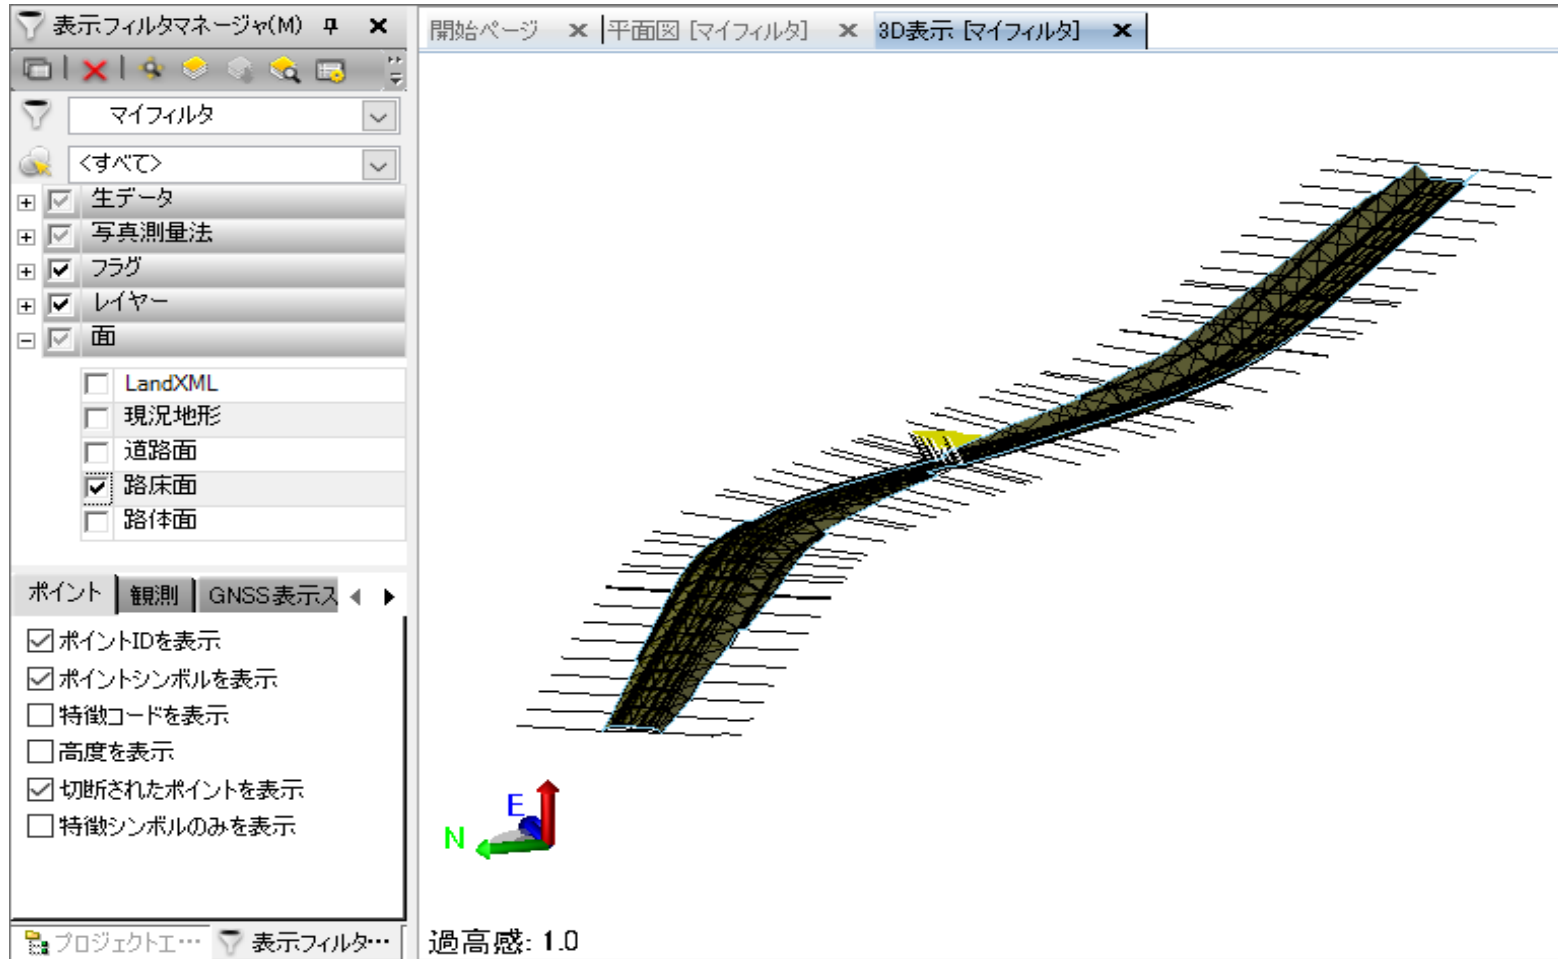 表示フィルタマネージャ(M)
開始ページ
平面図 [マイフィルタ]
3D表示 [マイフィルタ]
マイフィルタ
<すべて>
生データ
写真測量法
フラグ
レイヤー
面
LandXML
現況地形
道路面
路床面
路体面
ポイント
観測
GNSS表示ス
ポイントIDを表示
ポイントシンボルを表示
特徴コードを表示
高度を表示
切断されたポイントを表示
特徴シンボルのみを表示
E
N
プロジェクトエ…
表示フィルタ…
過高感: 1.0